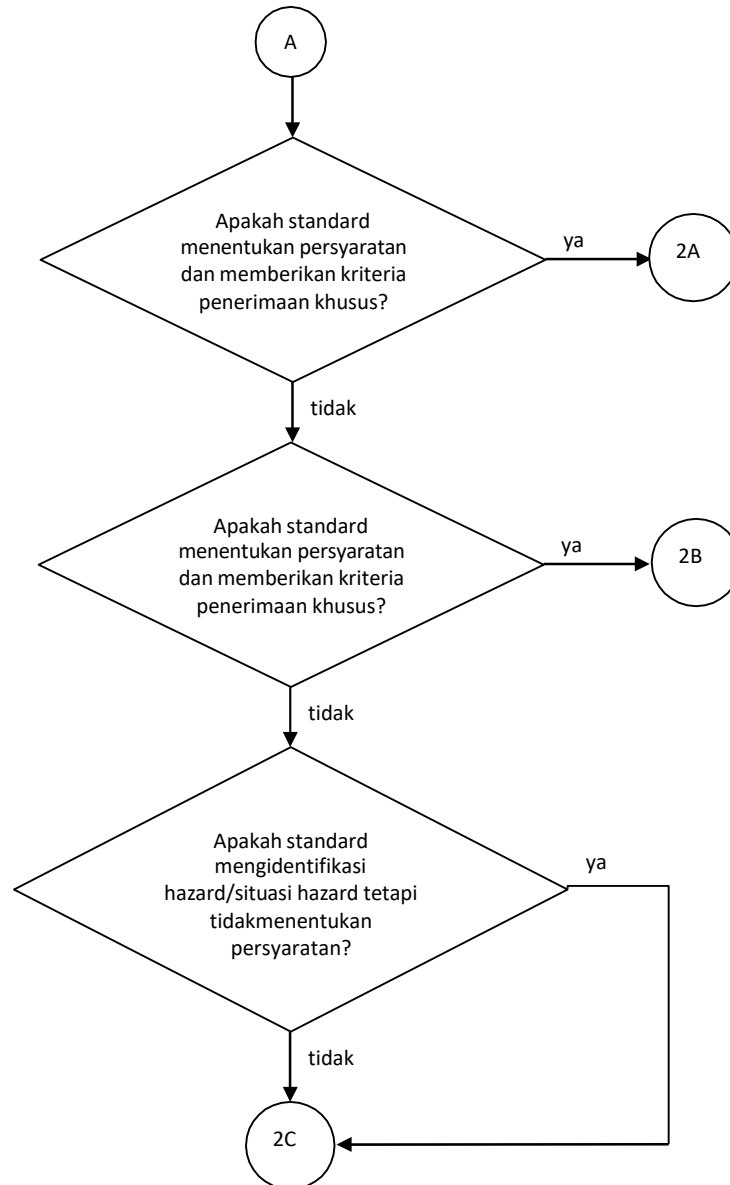 A
Apakah standard
menentukan persyaratan
dan memberikan kriteria
penerimaan khusus?
ya
2A
tidak
Apakah standard
menentukan persyaratan
dan memberikan kriteria
penerimaan khusus?
ya
2B
tidak
Apakah standard
mengidentifikasi
hazard/situasi hazard tetapi
tidakmenentukan
persyaratan?
ya
tidak
2C